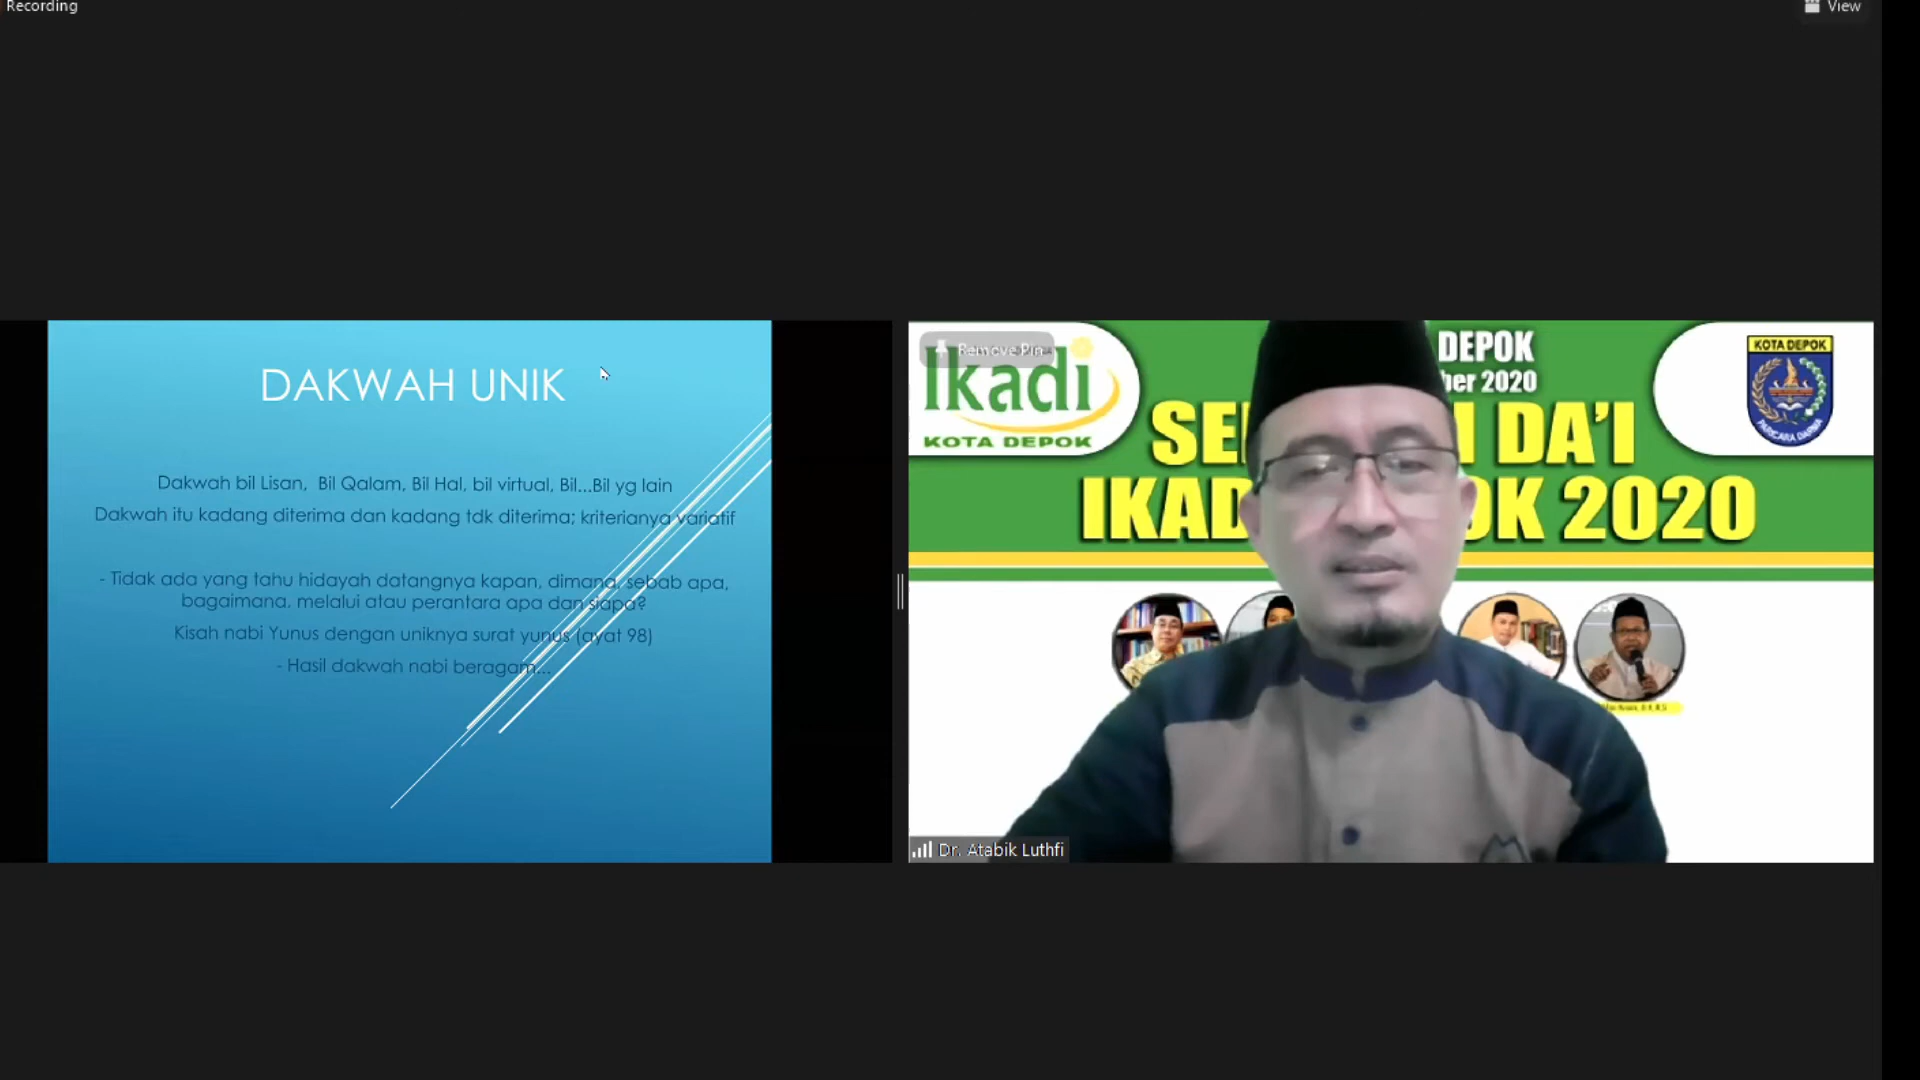 Recording
View
DAKWAH UNIK
Dakwah bil Lisan, Bil Qalam, Bil Hal, bil virtual, Bil...Bil yg lain
Dakwah itu kadang diterima dan kadang tdk diterima; kriterianya variatif
- Tidak ada yang tahu hidayah datangnya kapan, dimana, sebab apa,
bagaimana. melalui atau perantara apa dan siapa?
Kisah nabi Yunus dengan uniknya surat yunus (ayat 98)
- Hasil dakwah nabi beragam...
Remove Pin
Ikadi
KOTA DEPOK
DEPOK
ber 2020
SE I DA'I
IKAD OK 2020
KOTA DEPOK
PARICARA DARMA
Dr. Atabik Luthfi